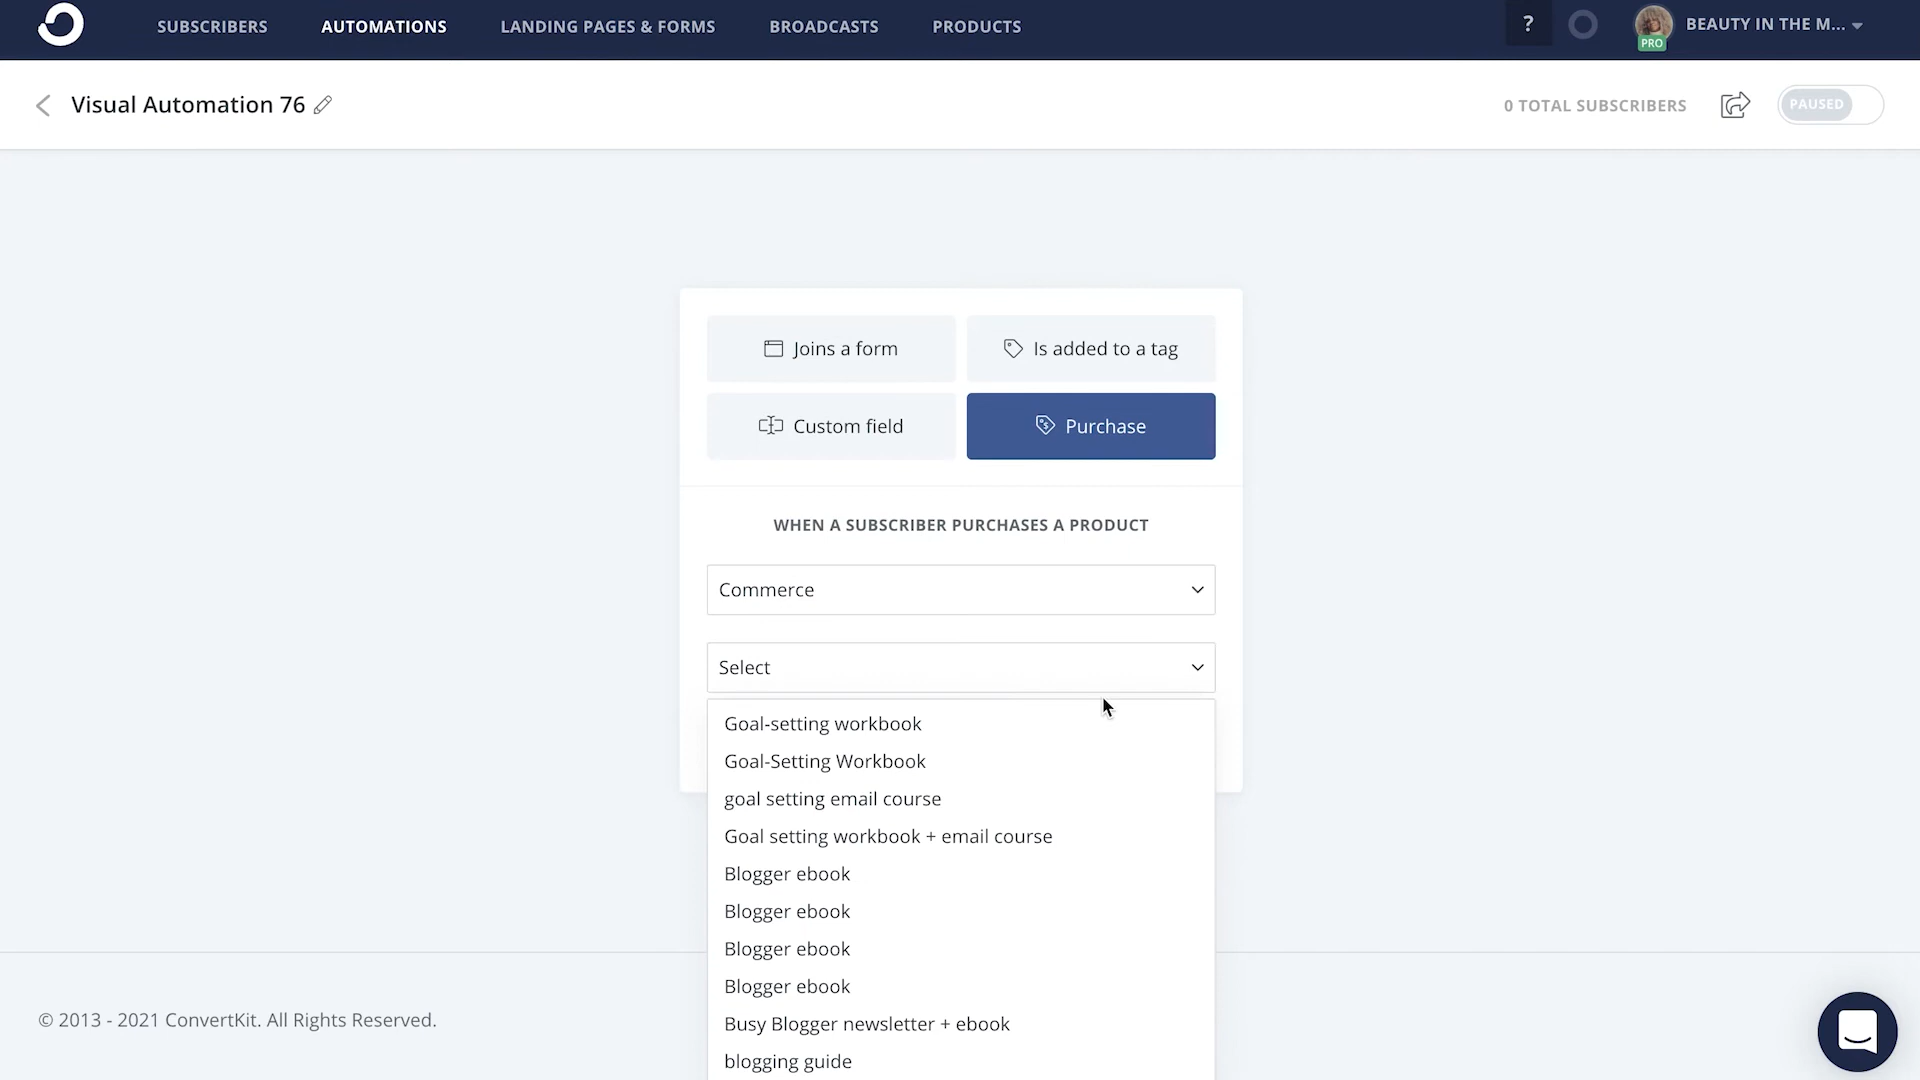 SUBSCRIBERS
AUTOMATIONS
LANDING PAGES & FORMS
BROADCASTS
PRODUCTS
?
PRO
BEAUTY IN THE M...
Visual Automation 76
0 TOTAL SUBSCRIBERS
PAUSED
Joins a form
Is added to a tag
Custom field
Purchase
WHEN A SUBSCRIBER PURCHASES A PRODUCT
Commerce
Select
Goal-setting workbook
Goal-Setting Workbook
goal setting email course
Goal setting workbook + email course
Blogger ebook
Blogger ebook
Blogger ebook
Blogger ebook
Busy Blogger newsletter + ebook
blogging guide
© 2013 - 2021 ConvertKit. All Rights Reserved.